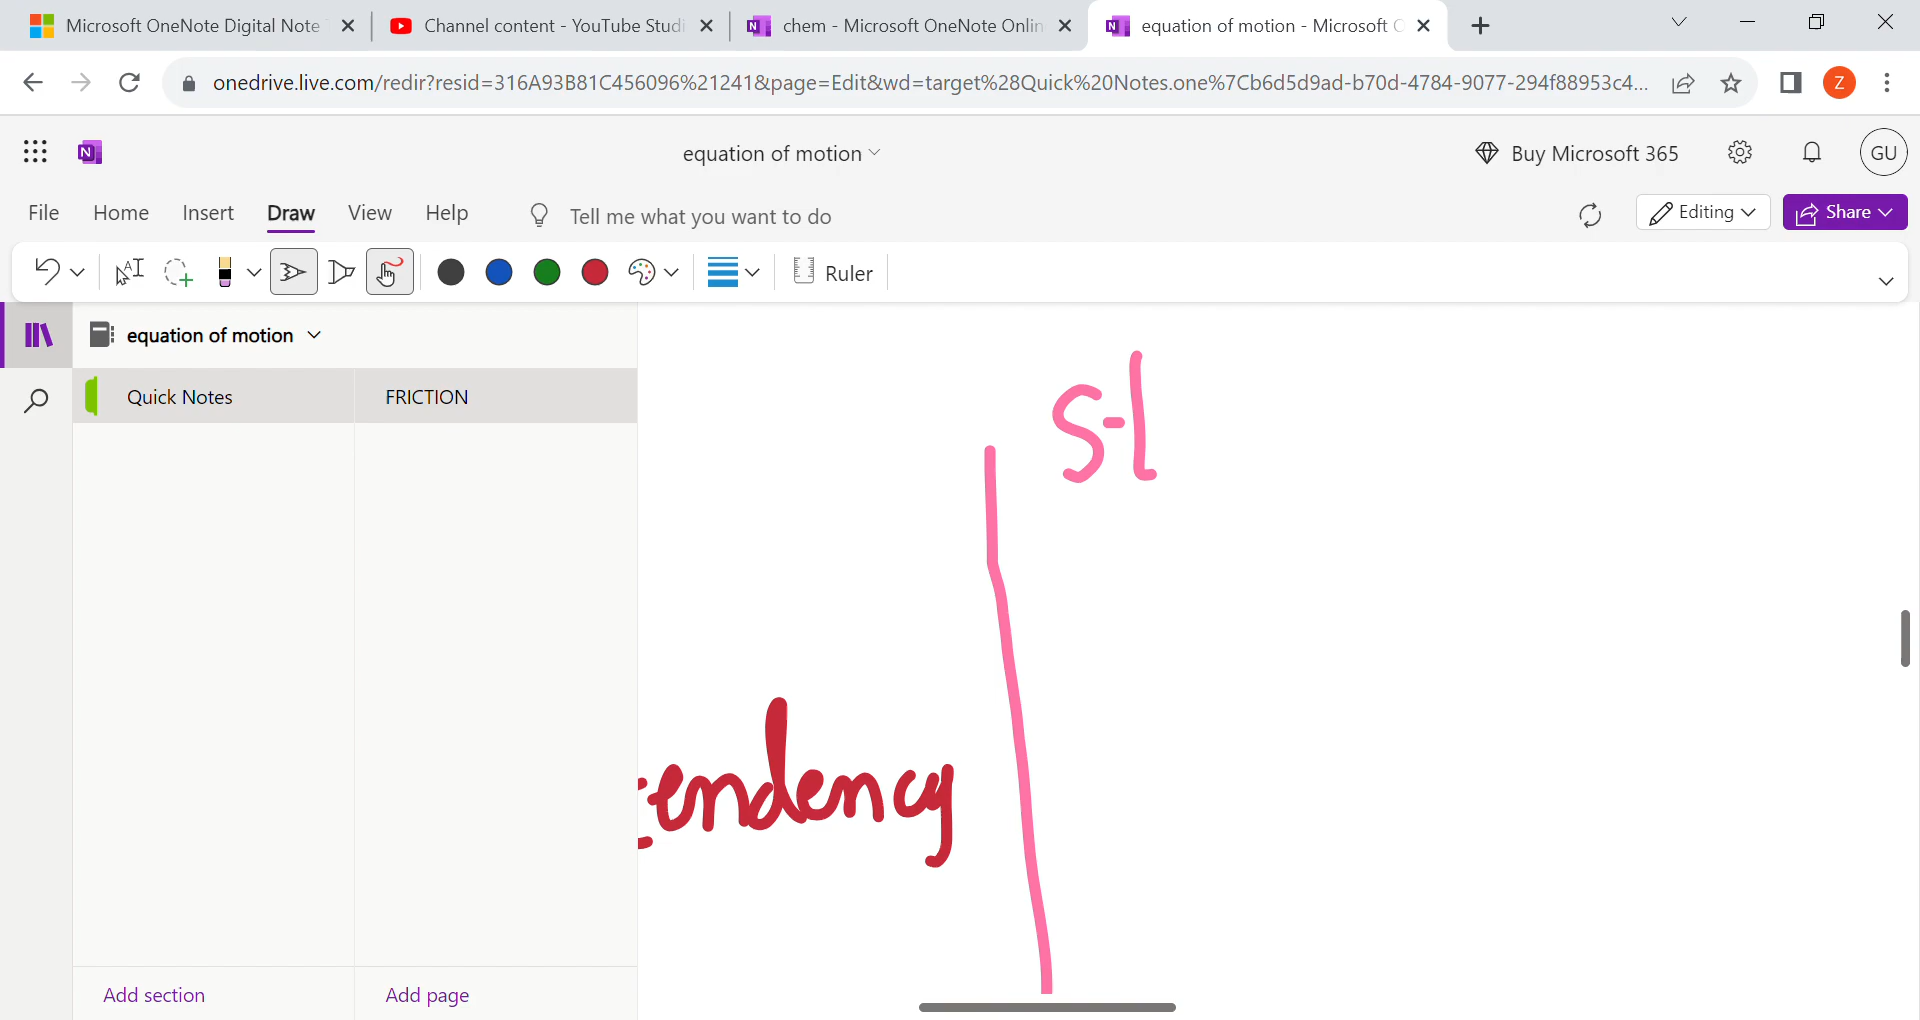 Microsoft OneNote Digital Note
Channel content - YouTube Studi
chem - Microsoft OneNote Onlin
equation of motion - Microsoft O
onedrive.live.com/redir?resid=316A93B81C456096%21241&page=Edit&wd=target%28Quick%20Notes.one%7Cb6d5d9ad-b70d-4784-9077-294f88953c4...
Z
N
equation of motion
Buy Microsoft 365
GU
File Home Insert Draw View Help
Tell me what you want to do
Editing
Share
Ruler
equation of motion
Quick Notes
FRICTION
S-l
tendency
Add section
Add page